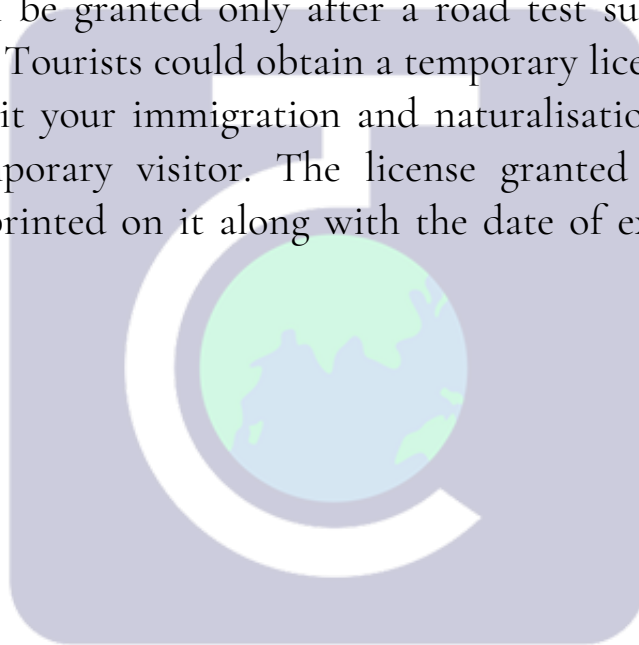 be granted only after a road test su
Tourists could obtain a temporary lice
it your immigration and naturalisatio
porary visitor. The license granted
printed on it along with the date of ex